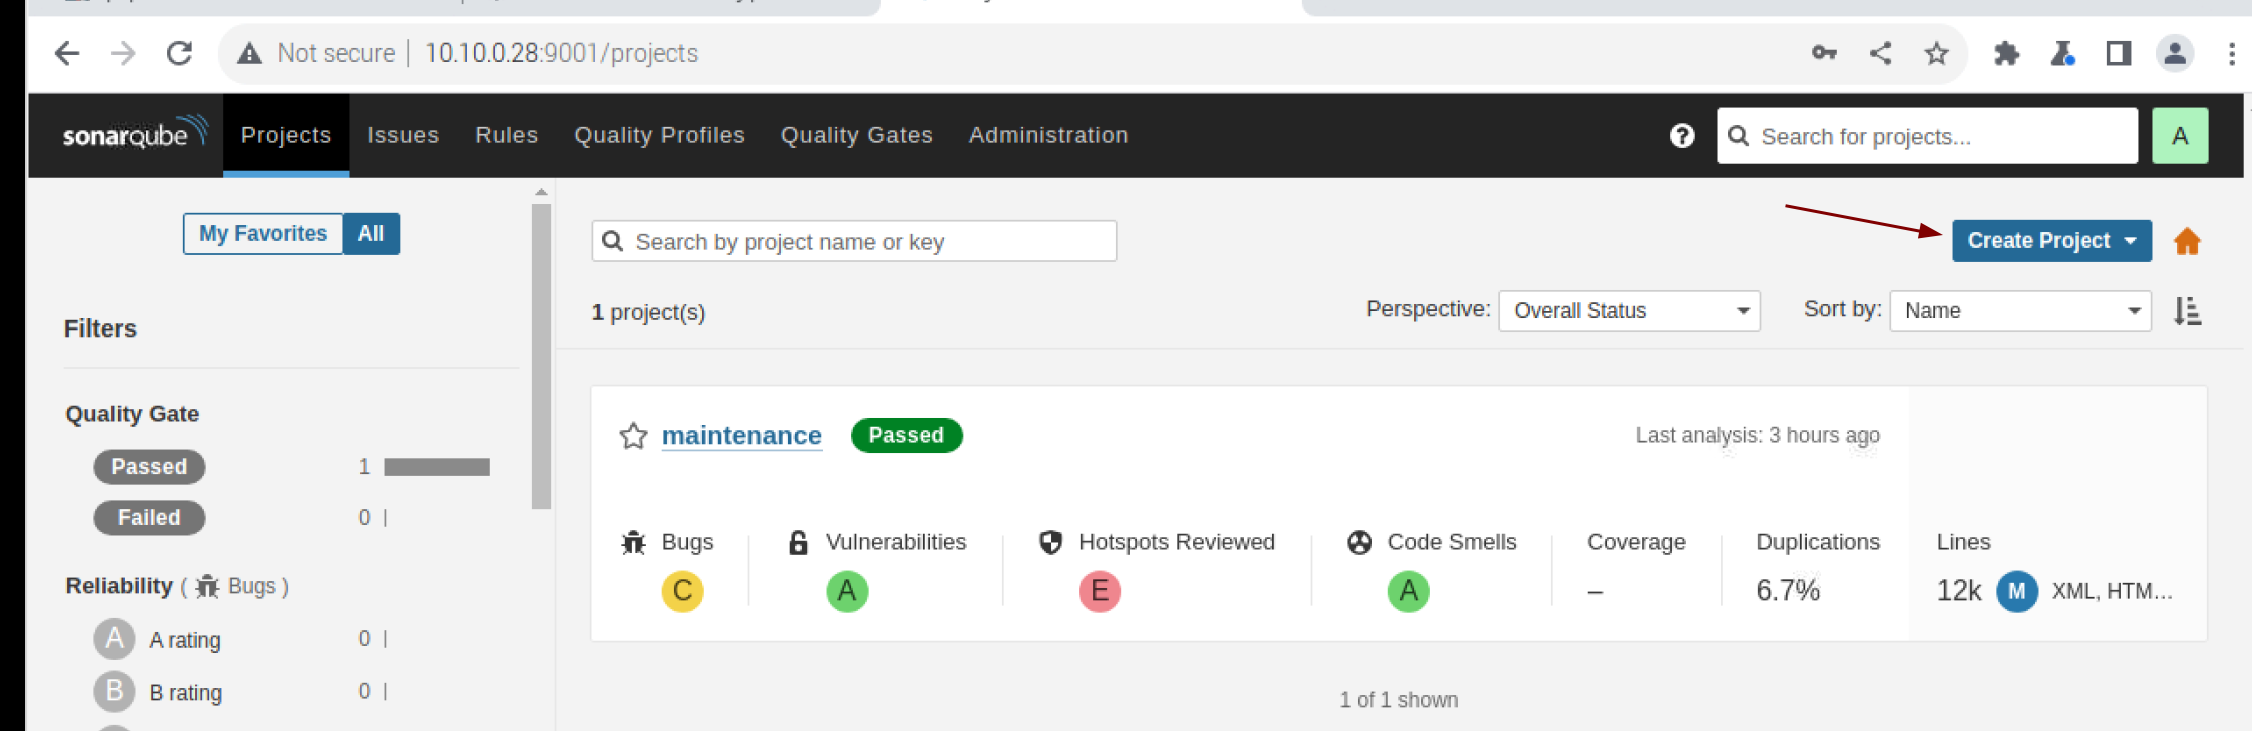 Not secure | 10.10.0.28:9001/projects
sonarqube Projects Issues Rules Quality Profiles Quality Gates Administration Search for projects... A
My Favorites All Search by project name or key Create Project
1 project(s) Perspective: Overall Status Sort by: Name
Filters
Quality Gate
Passed 1
Failed 0
Reliability ( Bugs )
A A rating 0
B B rating 0
maintenance Passed Last analysis: 3 hours ago
Bugs Vulnerabilities Hotspots Reviewed Code Smells Coverage Duplications Lines
C A E A – 6.7% 12k M XML, HTM...
1 of 1 shown